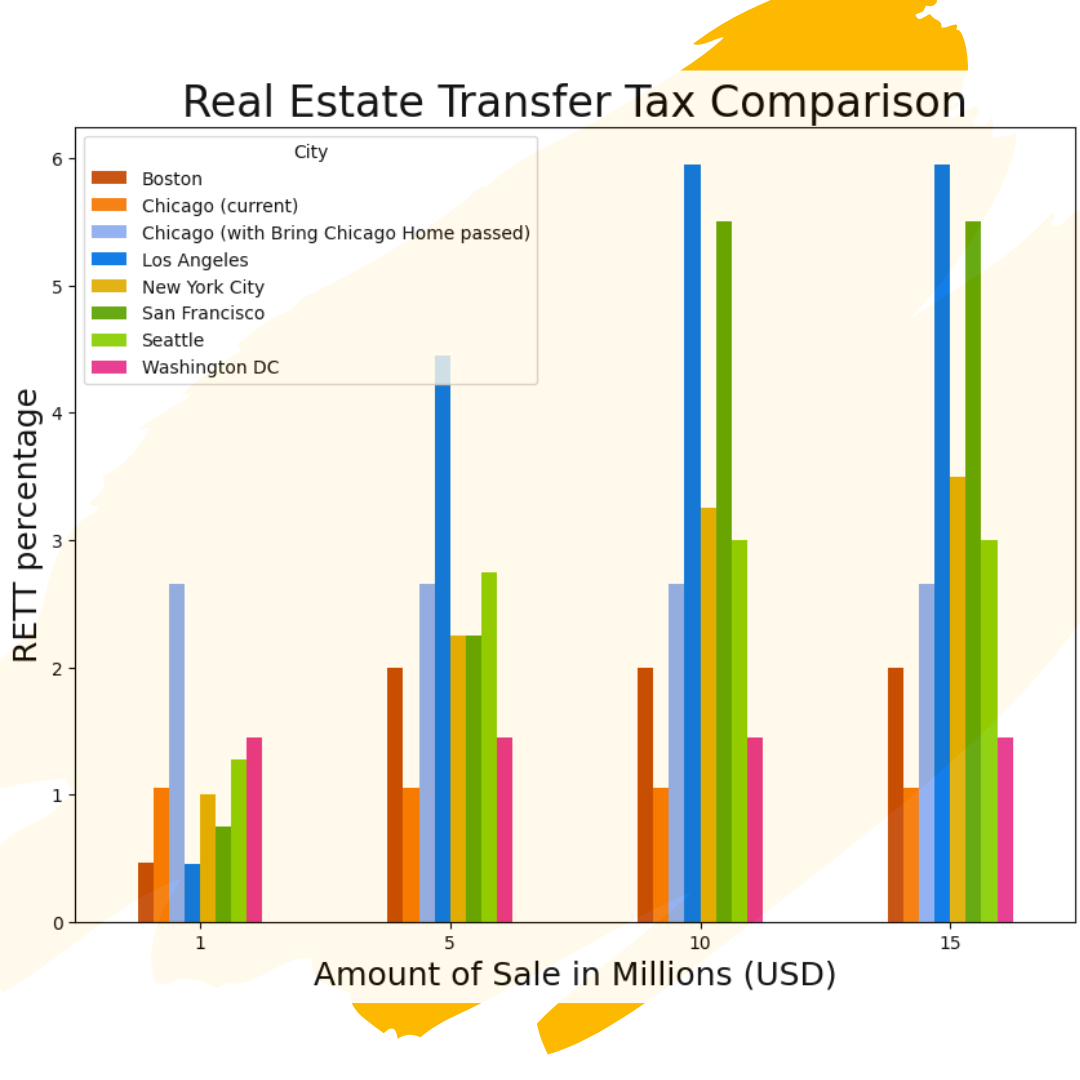 Real Estate Transfer Tax Comparison
City
Boston
Chicago (current)
Chicago (with Bring Chicago Home passed)
Los Angeles
New York City
San Francisco
Seattle
Washington DC
RETT percentage
6
5
4
3
2
1
0
1 5 10 15
Amount of Sale in Millions (USD)